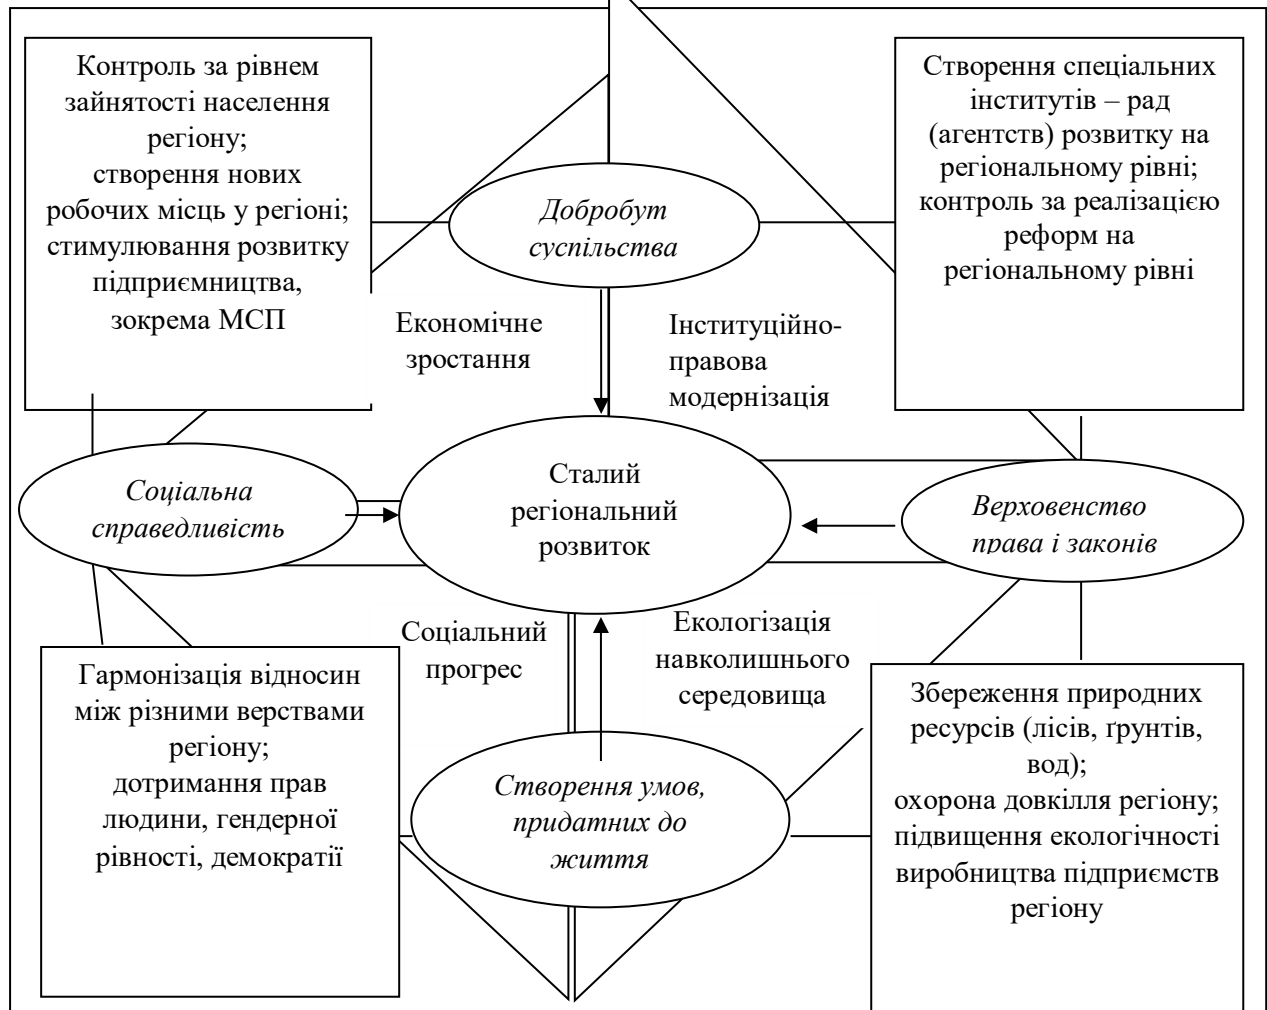 Контроль за рівнем
зайнятості населення
регіону;
створення нових
робочих місць у регіоні;
стимулювання розвитку
підприємництва,
зокрема МСП
Добробут
суспільства
Створення спеціальних
інститутів – рад
(агентств) розвитку на
регіональному рівні;
контроль за реалізацією
реформ на
регіональному рівні
Економічне
зростання
Інституційно-
правова
модернізація
Соціальна
справедливість
Сталий
регіональний
розвиток
Верховенство
права і законів
Соціальний
прогрес
Екологізація
навколишнього
середовища
Гармонізація відносин
між різними верствами
регіону;
дотримання прав
людини, гендерної
рівності, демократії
Створення умов,
придатних до
життя
Збереження природних
ресурсів (лісів, ґрунтів,
вод);
охорона довкілля регіону;
підвищення екологічності
виробництва підприємств
регіону